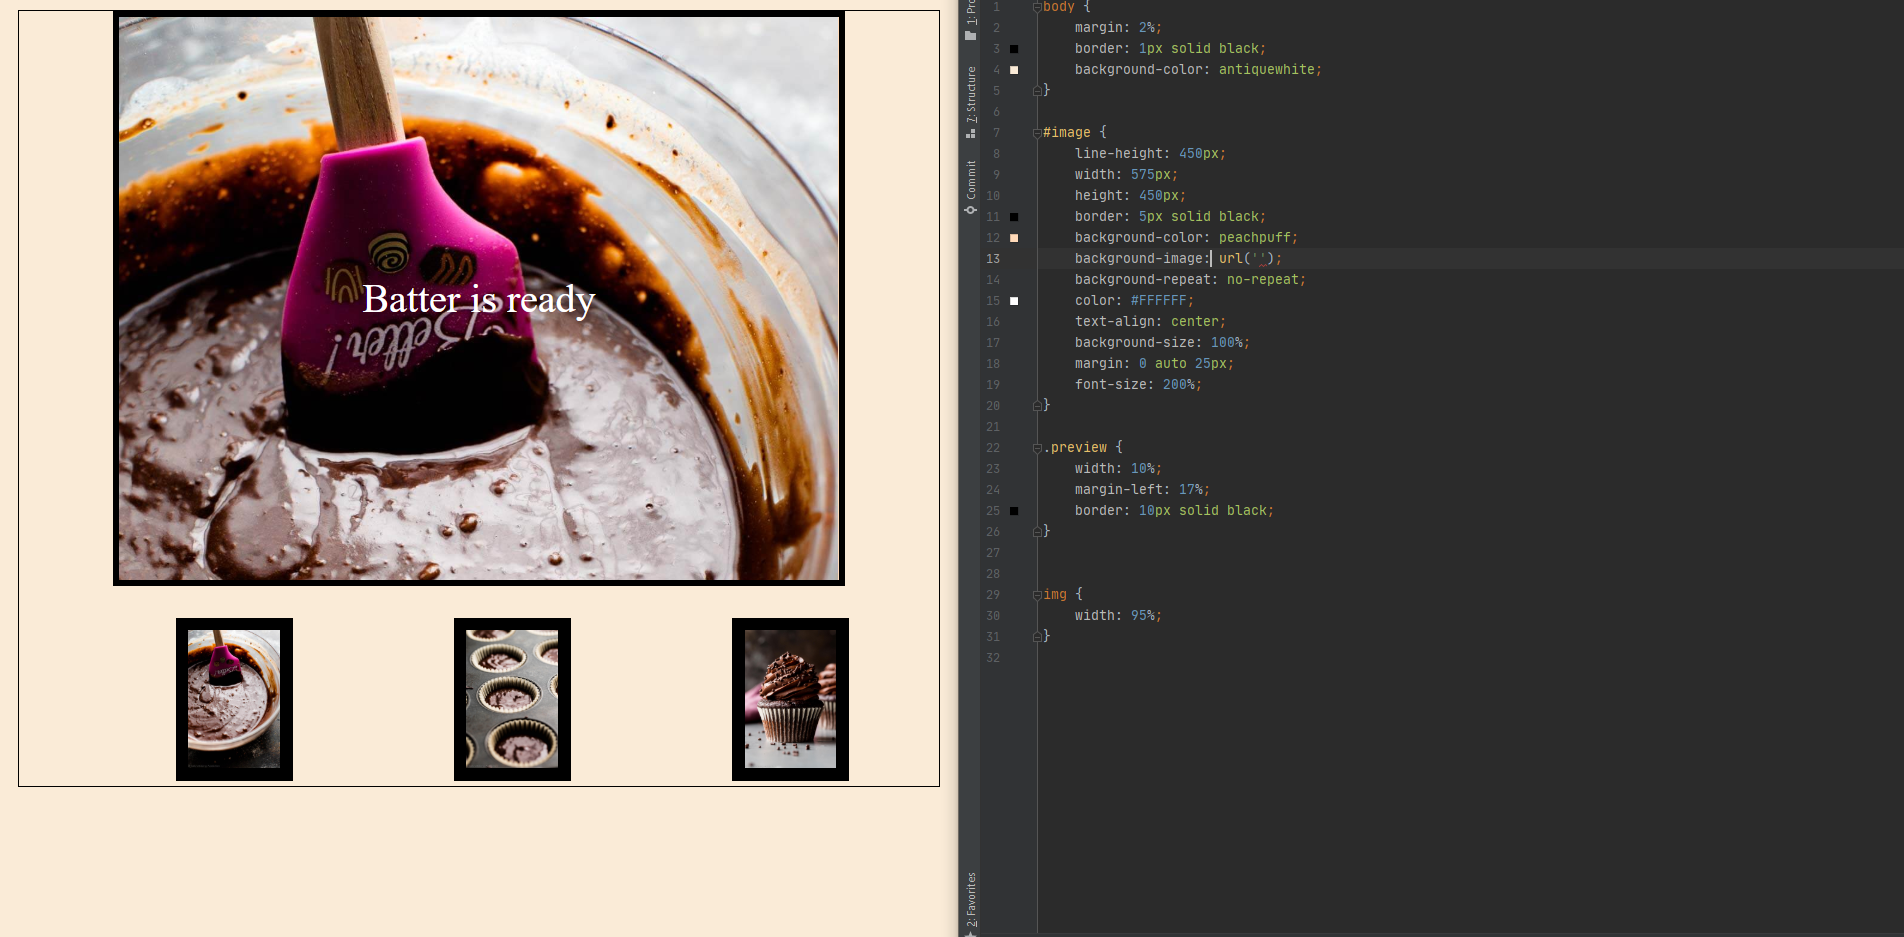 Batter is ready
Better!
1: Pro
7: Structure
Commit
2: Favorites
1 body {
2 margin: 2%;
3 border: 1px solid black;
4 background-color: antiquewhite;
5 }
6
7 #image {
8 line-height: 450px;
9 width: 575px;
10 height: 450px;
11 border: 5px solid black;
12 background-color: peachpuff;
13 background-image: url('');
14 background-repeat: no-repeat;
15 color: #FFFFFF;
16 text-align: center;
17 background-size: 100%;
18 margin: 0 auto 25px;
19 font-size: 200%;
20 }
21
22 .preview {
23 width: 10%;
24 margin-left: 17%;
25 border: 10px solid black;
26 }
27
28
29 img {
30 width: 95%;
31 }
32